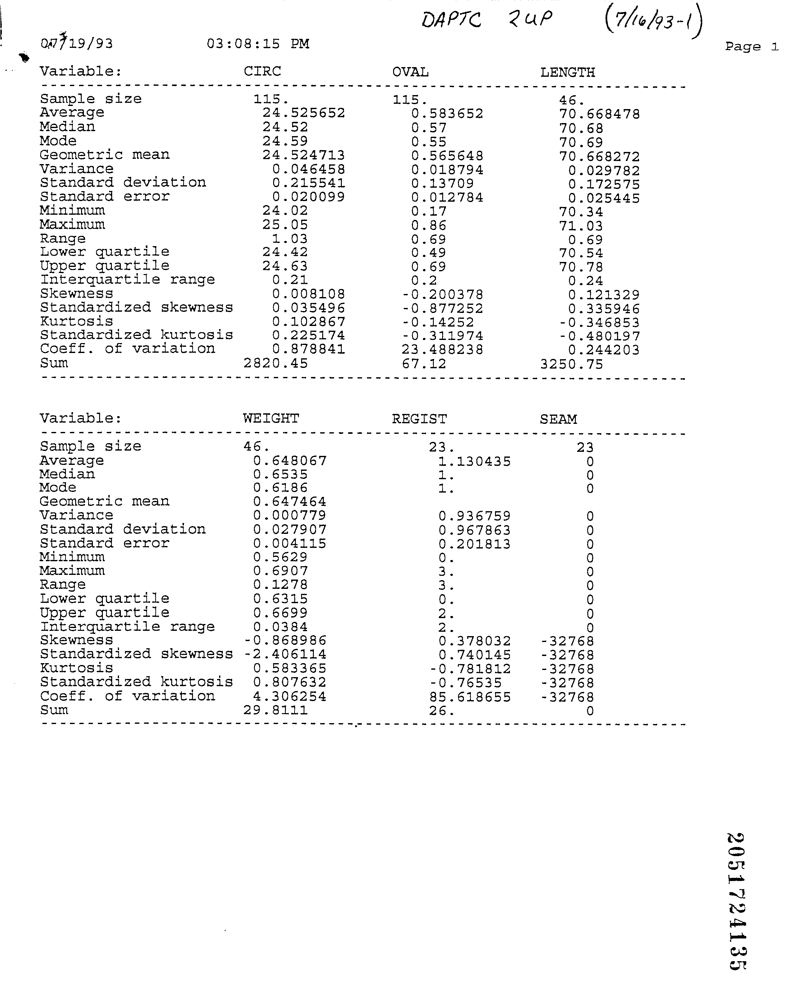 DAPTC 2UP (7/16/93-1)
07/19/93 03:08:15 PM Page 1
Variable: CIRC OVAL LENGTH
Sample size 115. 115. 46.
Average 24.525652 0.583652 70.668478
Median 24.52 0.57 70.68
Mode 24.59 0.55 70.69
Geometric mean 24.524713 0.565648 70.668272
Variance 0.046458 0.018794 0.029782
Standard deviation 0.215541 0.13709 0.172575
Standard error 0.020099 0.012784 0.025445
Minimum 24.02 0.17 70.34
Maximum 25.05 0.86 71.03
Range 1.03 0.69 0.69
Lower quartile 24.42 0.49 70.54
Upper quartile 24.63 0.69 70.78
Interquartile range 0.21 0.2 0.24
Skewness 0.008108 -0.200378 0.121329
Standardized skewness 0.035496 -0.877252 0.335946
Kurtosis 0.102867 -0.14252 -0.346853
Standardized kurtosis 0.225174 -0.311974 -0.480197
Coeff. of variation 0.878841 23.488238 0.244203
Sum 2820.45 67.12 3250.75
Variable: WEIGHT REGIST SEAM
Sample size 46. 23. 23
Average 0.648067 1.130435 0
Median 0.6535 1. 0
Mode 0.6186 1. 0
Geometric mean 0.647464
Variance 0.000779 0.936759 0
Standard deviation 0.027907 0.967863 0
Standard error 0.004115 0.201813 0
Minimum 0.5629 0. 0
Maximum 0.6907 3. 0
Range 0.1278 3. 0
Lower quartile 0.6315 0. 0
Upper quartile 0.6699 2. 0
Interquartile range 0.0384 2. 0
Skewness -0.868986 0.378032 -32768
Standardized skewness -2.406114 0.740145 -32768
Kurtosis 0.583365 -0.781812 -32768
Standardized kurtosis 0.807632 -0.76535 -32768
Coeff. of variation 4.306254 85.618655 -32768
Sum 29.8111 26. 0
2051724135